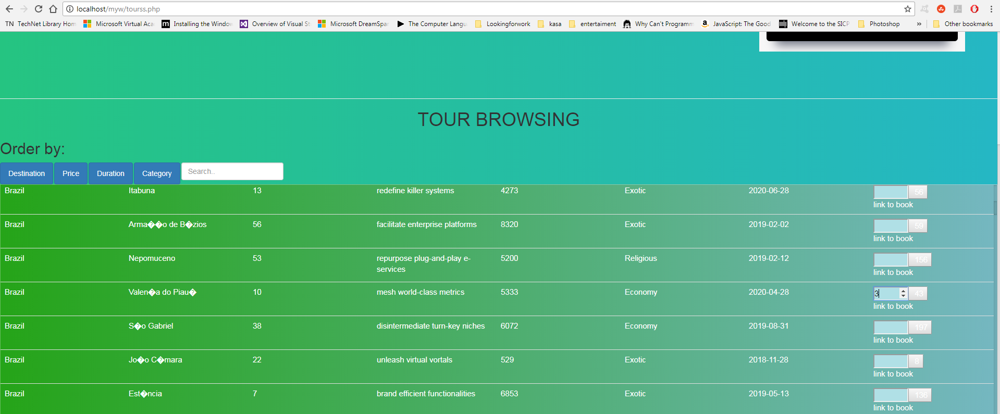 localhost/myw/tourss.php
TN TechNet Library Hom Microsoft Virtual Aca Installing the Window Overview of Visual St Microsoft DreamSpar The Computer Langu Lookingforwork kasa entertaiment Why Can't Programm JavaScript: The Good Welcome to the SICP Photoshop » Other bookmarks
TOUR BROWSING
Order by:
Destination Price Duration Category Search..
Brazil Itabuna 13 redefine killer systems 4273 Exotic 2020-06-28 56
link to book
Brazil Arma��o de B�zios 56 facilitate enterprise platforms 8320 Exotic 2019-02-02 59
link to book
Brazil Nepomuceno 53 repurpose plug-and-play e- 5200 Religious 2019-02-12 156
services link to book
Brazil Valen�a do Piau� 10 mesh world-class metrics 5333 Economy 2020-04-28 3 43
link to book
Brazil S�o Gabriel 38 disintermediate turn-key niches 6072 Economy 2019-08-31 197
link to book
Brazil Jo�o C�mara 22 unleash virtual vortals 529 Exotic 2018-11-28 8
link to book
Brazil Est�ncia 7 brand efficient functionalities 6853 Exotic 2019-05-13 136
link to book